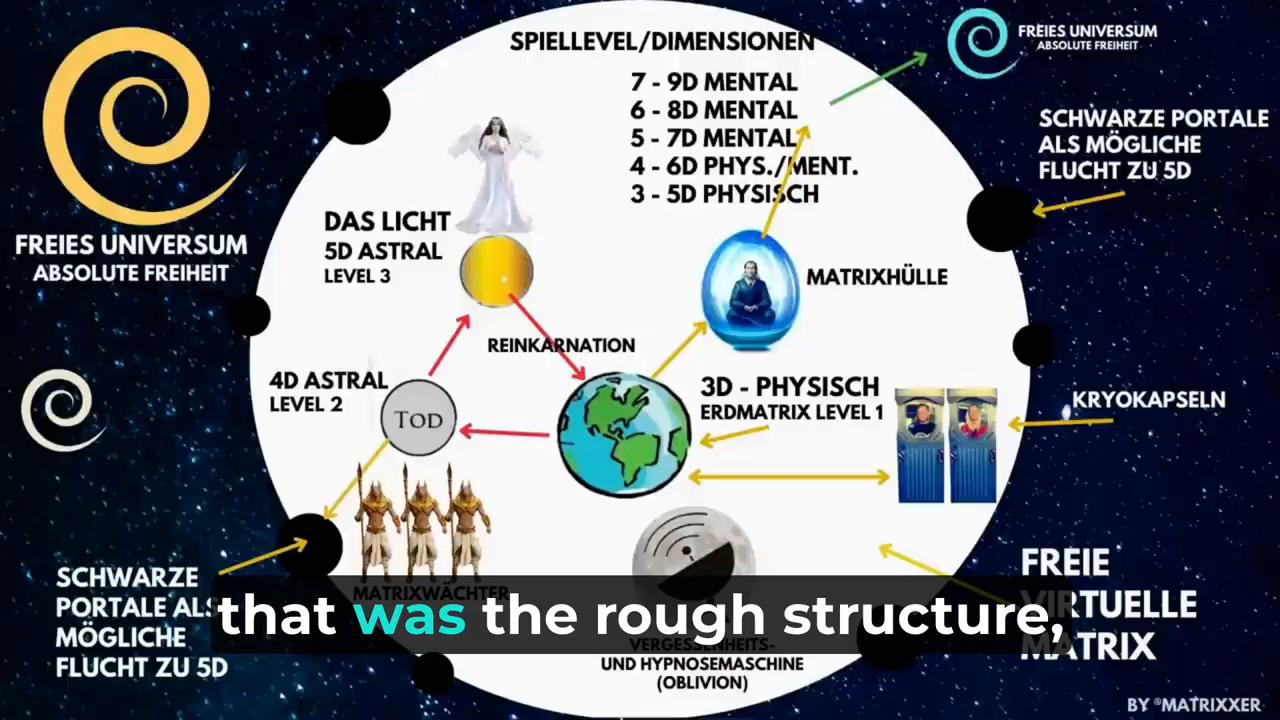 SPIELLEVEL/DIMENSIONEN
7 - 9D MENTAL
6 - 8D MENTAL
5 - 7D MENTAL
4 - 6D PHYS./MENT.
3 - 5D PHYSISCH
FREIES UNIVERSUM
ABSOLUTE FREIHEIT
SCHWARZE PORTALE
ALS MÖGLICHE
FLUCHT ZU 5D
FREIES UNIVERSUM
ABSOLUTE FREIHEIT
DAS LICHT
5D ASTRAL
LEVEL 3
MATRIXHÜLLE
REINKARNATION
4D ASTRAL
LEVEL 2
TOD
3D - PHYSISCH
ERDMATRIX LEVEL 1
KRYOKAPSELN
MATRIXWÄCHTER
SCHWARZE
PORTALE ALS
MÖGLICHE
FLUCHT ZU 5D
FREIE
VIRTUELLE
MATRIX
that was the rough structure,
VERGESSENHEITS-
UND HYPNOSEMASCHINE
(OBLIVION)
BY ®MATRIXXER